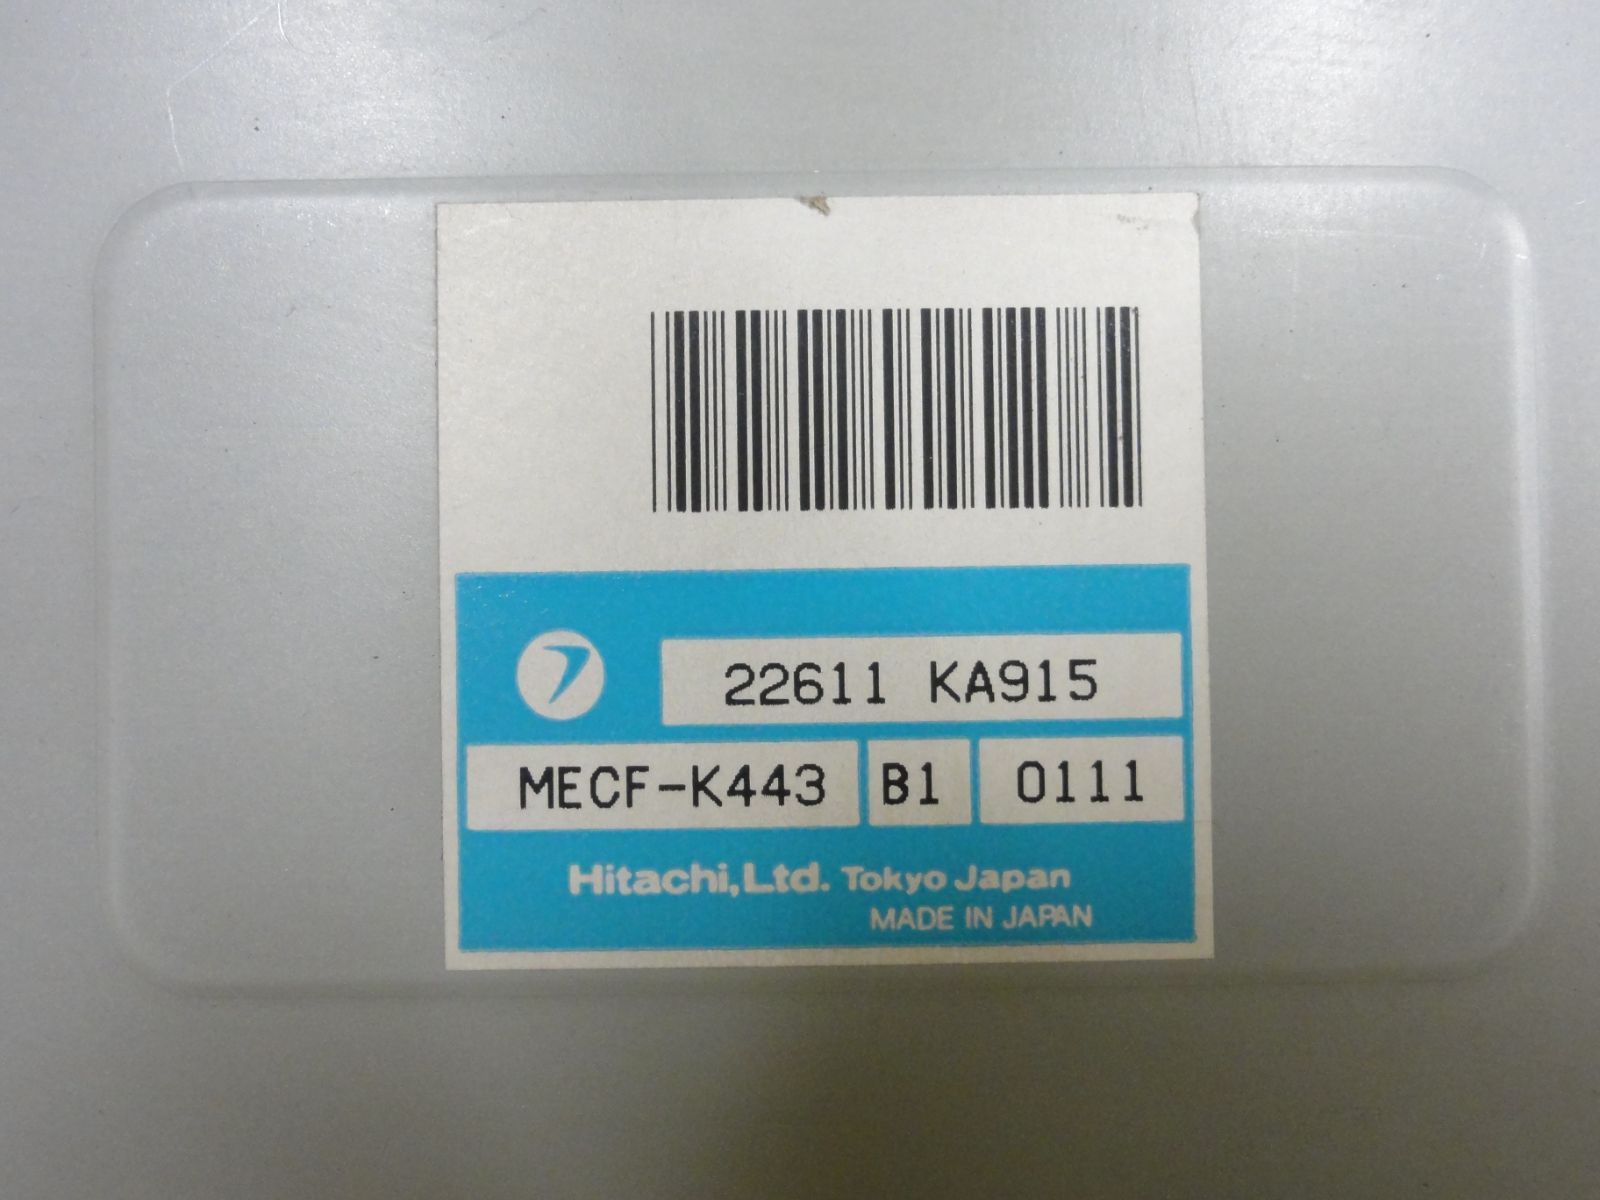 22611 KA915
MECF-K443 B1 0111
Hitachi, Ltd. Tokyo Japan
MADE IN JAPAN